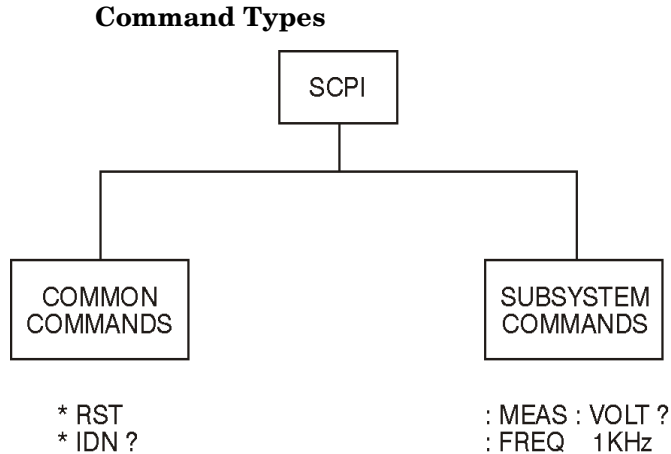 Command Types
SCPI
COMMON
COMMANDS
SUBSYSTEM
COMMANDS
* RST
* IDN ?
: MEAS : VOLT ?
: FREQ 1KHz